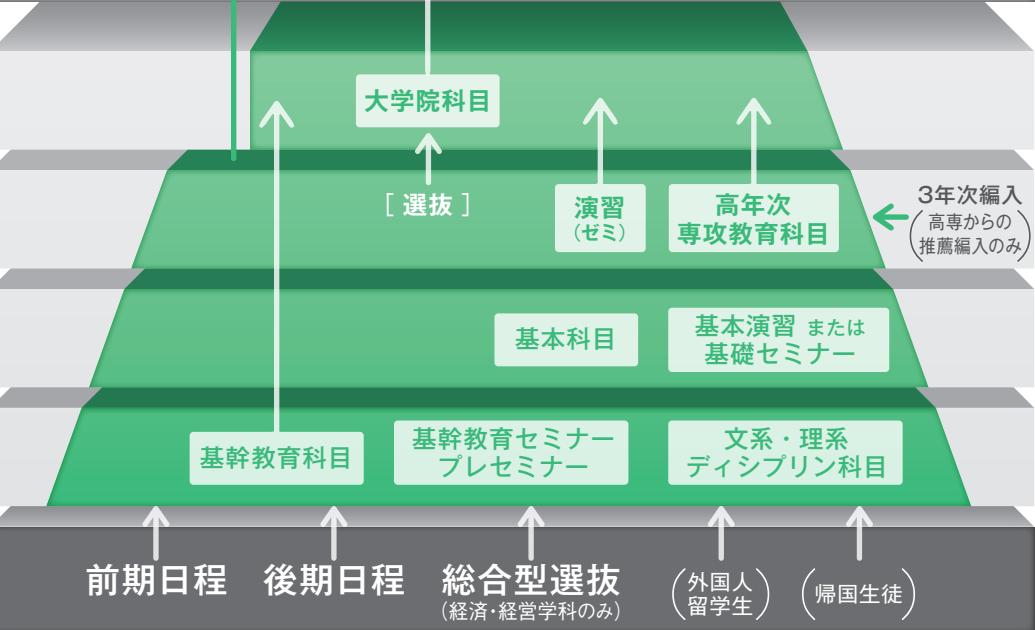 大学院科目
［ 選抜 ］
演習
（ゼミ）
高年次
専攻教育科目
3年次編入
（高専からの
推薦編入のみ）
基本科目
基本演習 または
基礎セミナー
基幹教育科目
基幹教育セミナー
プレセミナー
文系・理系
ディシプリン科目
前期日程
後期日程
総合型選抜
（経済・経営学科のみ）
（外国人
留学生）
（帰国生徒）